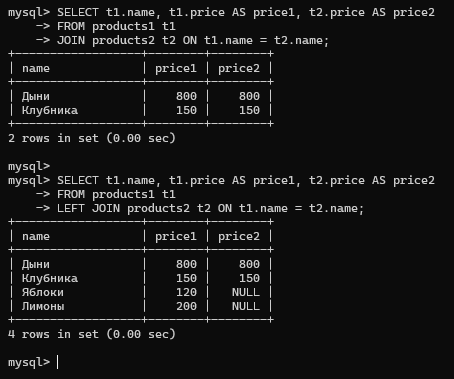 mysql> SELECT t1.name, t1.price AS price1, t2.price AS price2
    -> FROM products1 t1
    -> JOIN products2 t2 ON t1.name = t2.name;
+----------+--------+--------+
| name     | price1 | price2 |
+----------+--------+--------+
| Дыни     |    800 |    800 |
| Клубника |    150 |    150 |
+----------+--------+--------+
2 rows in set (0.00 sec)

mysql>
mysql> SELECT t1.name, t1.price AS price1, t2.price AS price2
    -> FROM products1 t1
    -> LEFT JOIN products2 t2 ON t1.name = t2.name;
+----------+--------+--------+
| name     | price1 | price2 |
+----------+--------+--------+
| Дыни     |    800 |    800 |
| Клубника |    150 |    150 |
| Яблоки   |    120 |   NULL |
| Лимоны   |    200 |   NULL |
+----------+--------+--------+
4 rows in set (0.00 sec)

mysql>